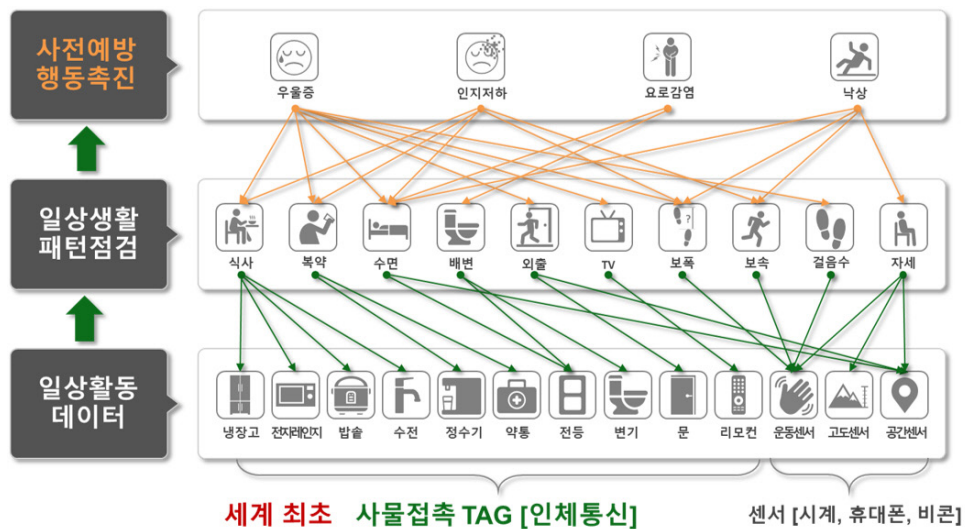 사전예방
행동촉진
우울증
인지저하
요로감염
낙상
?
일상생활
패턴점검
식사
복약
수면
배변
외출
TV
보폭
보속
걸음수
자세
일상활동
데이터
냉장고
전자레인지
밥솥
수전
정수기
약통
전등
변기
문
리모컨
운동센서
고도센서
공간센서
세계 최초 사물접촉 TAG [인체통신]
센서 [시계, 휴대폰, 비콘]